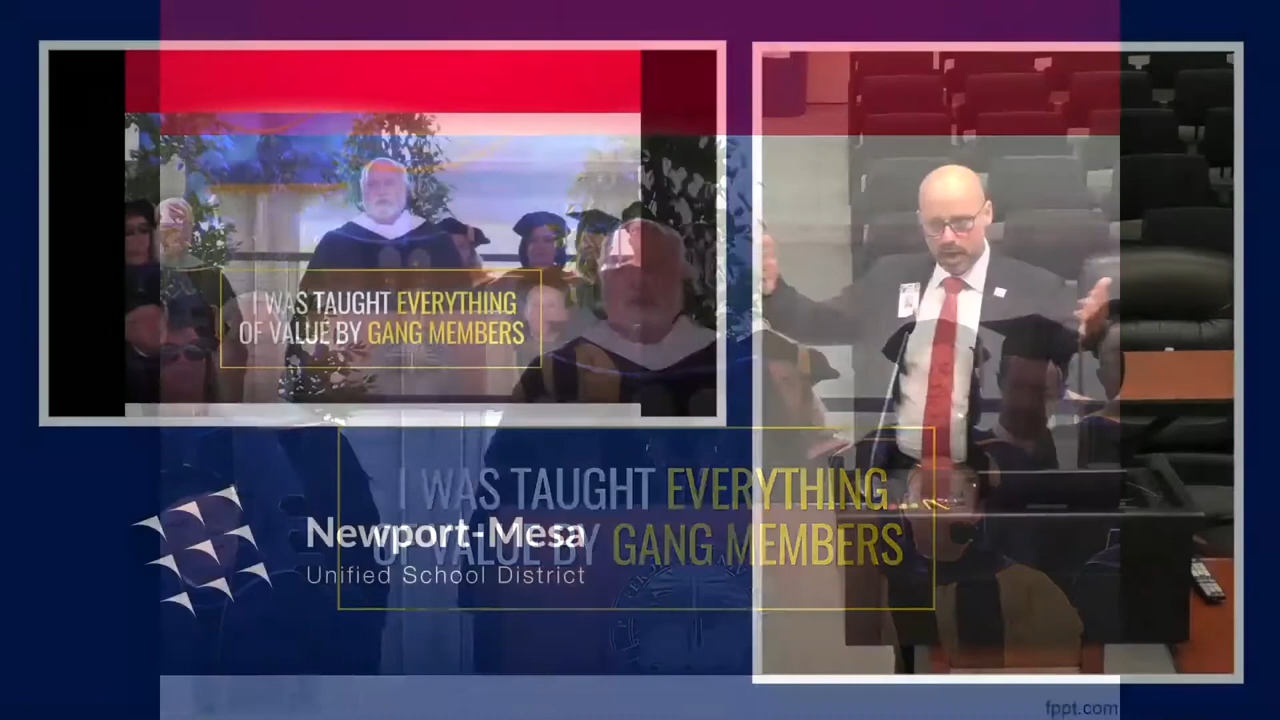 I WAS TAUGHT EVERYTHING
OF VALUE BY GANG MEMBERS
I WAS TAUGHT EVERYTHING
OF VALUE BY GANG MEMBERS
Newport-Mesa
Unified School District
fppt.com